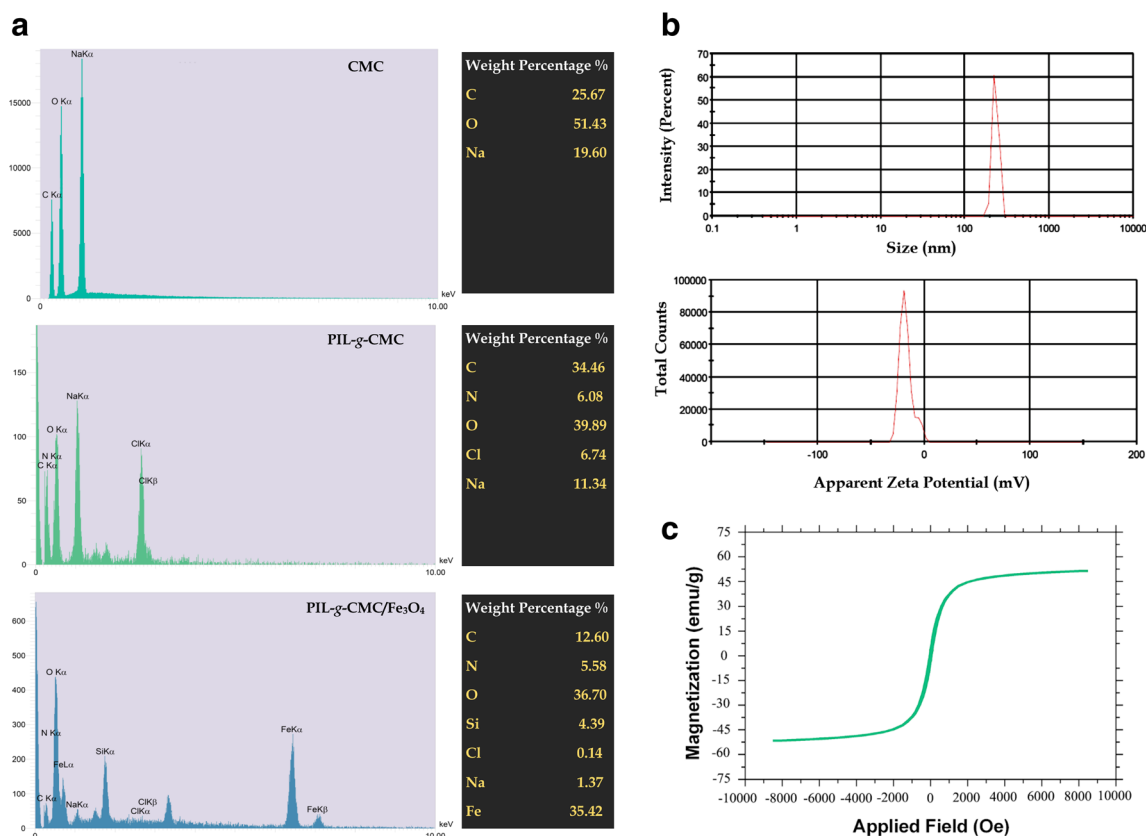 a
CMC
NaKα
O Kα
C Kα
15000
10000
5000
0
0
10.00
keV
Weight Percentage %
C 25.67
O 51.43
Na 19.60
PIL-g-CMC
NaKα
O Kα
N Kα
C Kα
ClKα
ClKβ
150
100
50
0
0
10.00
keV
Weight Percentage %
C 34.46
N 6.08
O 39.89
Cl 6.74
Na 11.34
PIL-g-CMC/Fe₃O₄
O Kα
N Kα
FeLα
C Kα
NaKα
SiKα
ClKβ
ClKα
FeKα
FeKβ
600
500
400
300
200
100
0
0
10.00
keV
Weight Percentage %
C 12.60
N 5.58
O 36.70
Si 4.39
Cl 0.14
Na 1.37
Fe 35.42
b
Intensity (Percent)
70
60
50
40
30
20
10
0
0.1 1 10 100 1000 10000
Size (nm)
Total Counts
100000
80000
60000
40000
20000
0
-100 0 100 200
Apparent Zeta Potential (mV)
c
Magnetization (emu/g)
75
60
45
30
15
0
-15
-30
-45
-60
-75
-10000 -8000 -6000 -4000 -2000 0 2000 4000 6000 8000 10000
Applied Field (Oe)